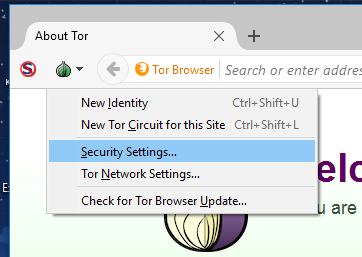 About Tor
Tor Browser Search or enter addre
New Identity Ctrl+Shift+U
New Tor Circuit for this Site Ctrl+Shift+L
Security Settings...
Tor Network Settings...
Check for Tor Browser Update...
elc
u are